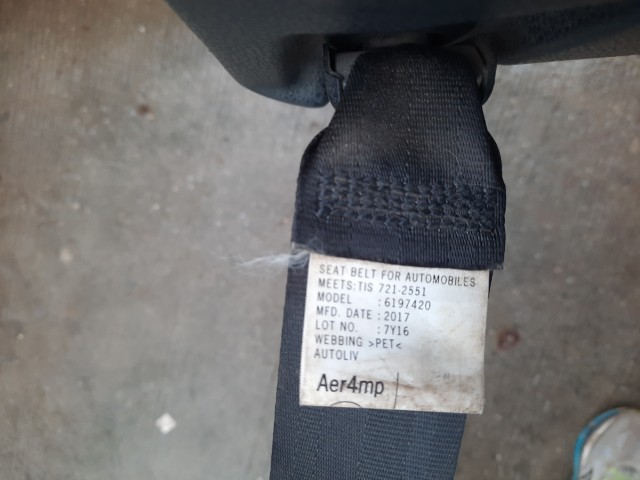 SEAT BELT FOR AUTOMOBILES
MEETS:TIS 721-2551
MODEL :6197420
MFD. DATE :2017
LOT NO. :7Y16
WEBBING >PET<
AUTOLIV
Aer4mp